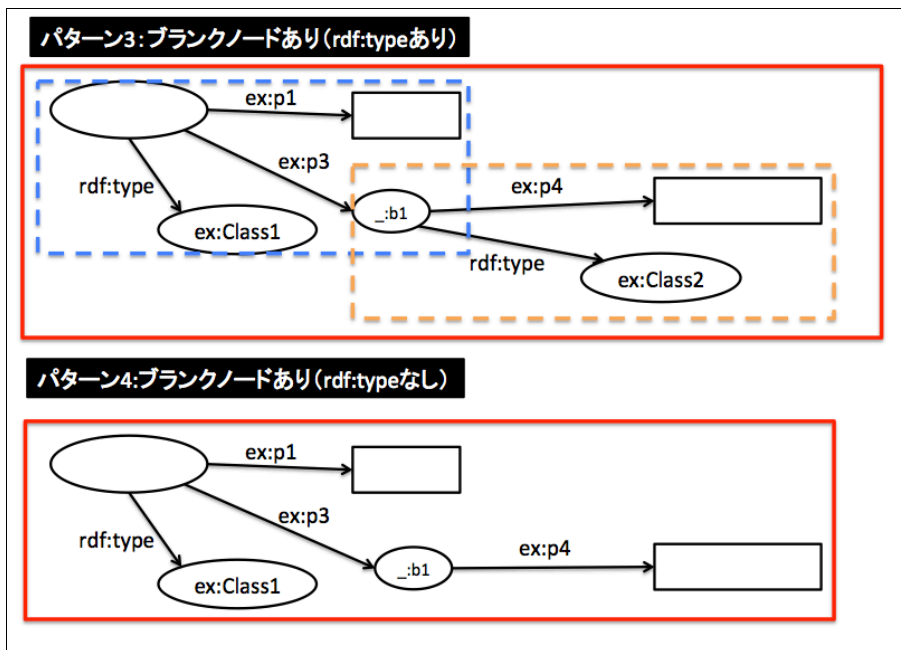 パターン3:ブランクノードあり(rdf:typeあり)
ex:p1
ex:p3
rdf:type
ex:Class1
_:b1
ex:p4
rdf:type
ex:Class2
パターン4:ブランクノードあり(rdf:typeなし)
ex:p1
ex:p3
rdf:type
ex:Class1
_:b1
ex:p4